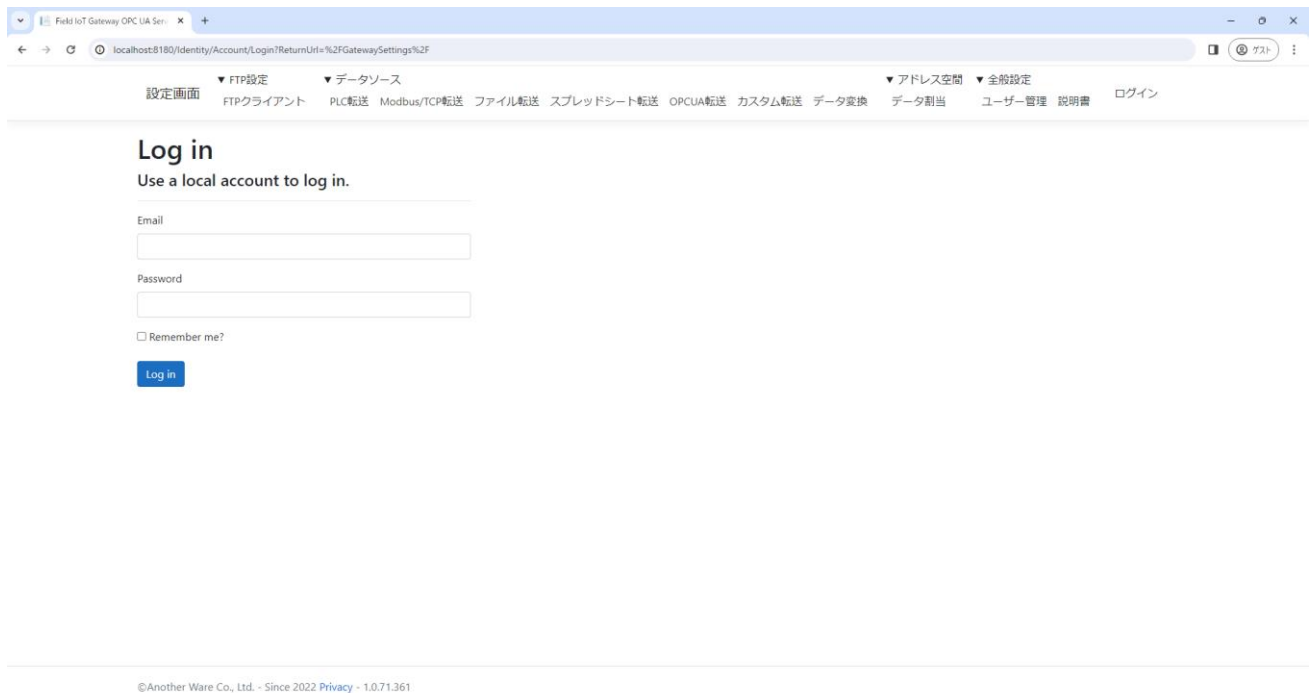 Field IoT Gateway OPC UA Ser
localhost:8180/Identity/Account/Login?ReturnUrl=%2FGatewaySettings%2F
ゲスト
設定画面
▼ FTP設定
FTPクライアント
▼ データソース
PLC転送 Modbus/TCP転送 ファイル転送 スプレッドシート転送 OPCUA転送 カスタム転送 データ変換
▼ アドレス空間
データ割当
▼ 全般設定
ユーザー管理 説明書
ログイン
Log in
Use a local account to log in.
Email
Password
Remember me?
Log in
©Another Ware Co., Ltd. - Since 2022 Privacy - 1.0.71.361